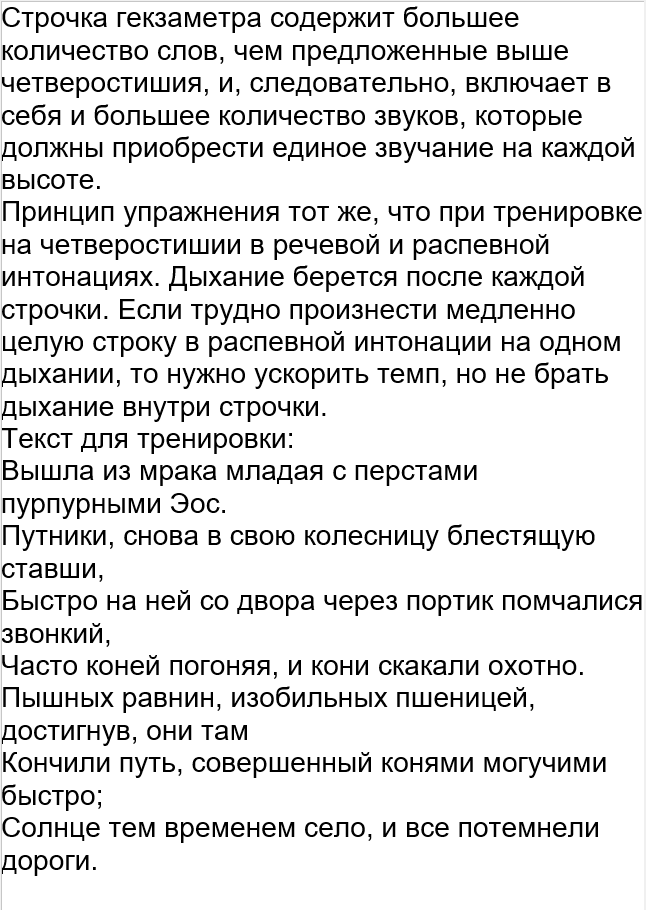 Строчка гекзаметра содержит большее
количество слов, чем предложенные выше
четверостишия, и, следовательно, включает в
себя и большее количество звуков, которые
должны приобрести единое звучание на каждой
высоте.
Принцип упражнения тот же, что при тренировке
на четверостишии в речевой и распевной
интонациях. Дыхание берется после каждой
строчки. Если трудно произнести медленно
целую строку в распевной интонации на одном
дыхании, то нужно ускорить темп, но не брать
дыхание внутри строчки.
Текст для тренировки:
Вышла из мрака младая с перстами
пурпурными Эос.
Путники, снова в свою колесницу блестящую
ставши,
Быстро на ней со двора через портик помчалися
звонкий,
Часто коней погоняя, и кони скакали охотно.
Пышных равнин, изобильных пшеницей,
достигнув, они там
Кончили путь, совершенный конями могучими
быстро;
Солнце тем временем село, и все потемнели
дороги.